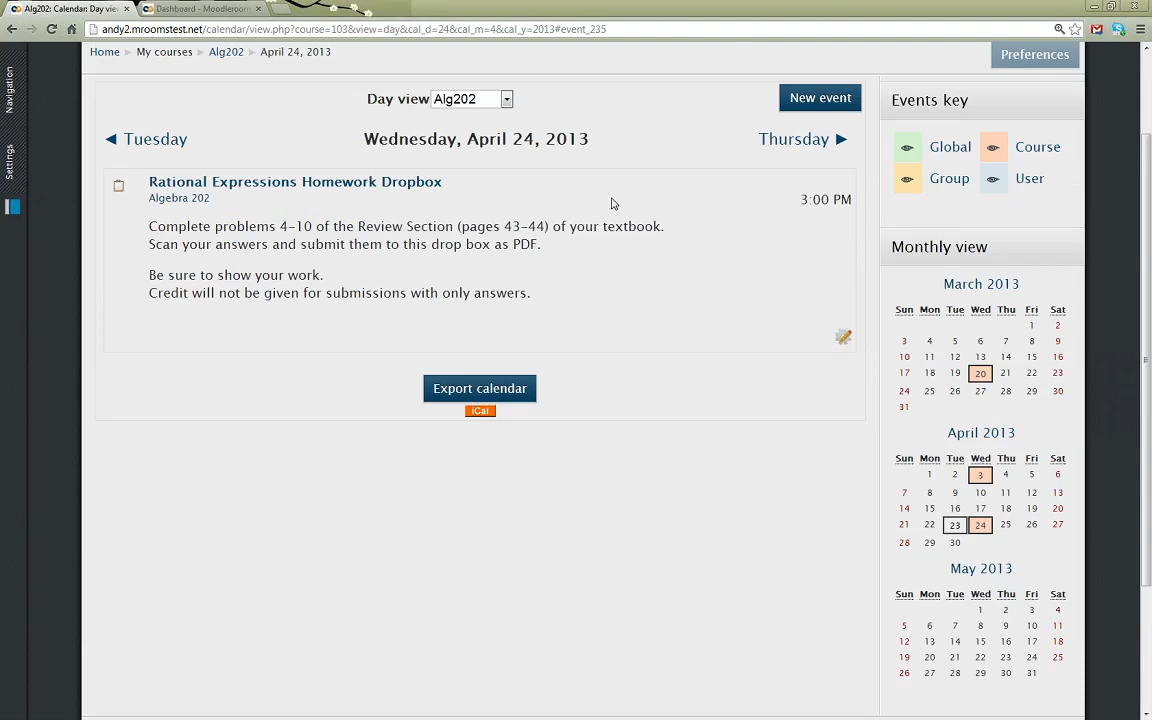 Alg202: Calendar: Day view
Dashboard - Moodleroom
andy2.mroomstest.net/calendar/view.php?course=103&view=day&cal_d=24&cal_m=4&cal_y=2013#event_235
Home My courses Alg202 April 24, 2013
Preferences
Navigation
Settings
Day view Alg202
New event
◄ Tuesday
Wednesday, April 24, 2013
Thursday ►
Rational Expressions Homework Dropbox
Algebra 202
3:00 PM
Complete problems 4-10 of the Review Section (pages 43-44) of your textbook.
Scan your answers and submit them to this drop box as PDF.
Be sure to show your work.
Credit will not be given for submissions with only answers.
Export calendar
iCal
Events key
Global Course
Group User
Monthly view
March 2013
Sun Mon Tue Wed Thu Fri Sat
1 2
3 4 5 6 7 8 9
10 11 12 13 14 15 16
17 18 19 20 21 22 23
24 25 26 27 28 29 30
31
April 2013
Sun Mon Tue Wed Thu Fri Sat
1 2 3 4 5 6
7 8 9 10 11 12 13
14 15 16 17 18 19 20
21 22 23 24 25 26 27
28 29 30
May 2013
Sun Mon Tue Wed Thu Fri Sat
1 2 3 4
5 6 7 8 9 10 11
12 13 14 15 16 17 18
19 20 21 22 23 24 25
26 27 28 29 30 31